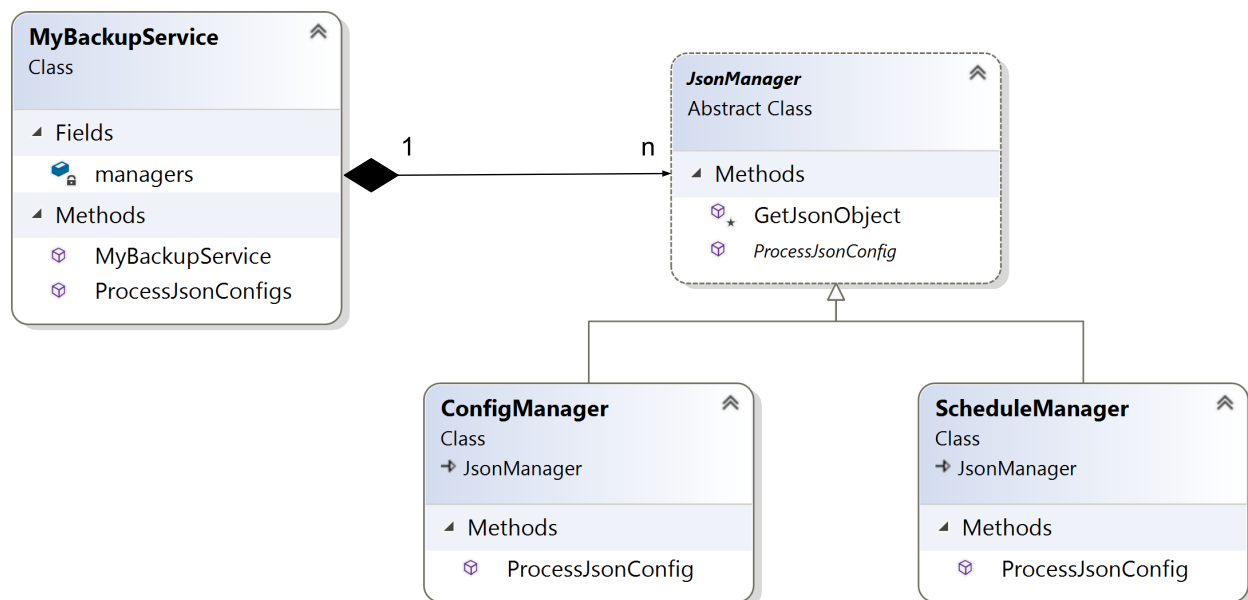 MyBackupService
Class
Fields
managers
Methods
MyBackupService
ProcessJsonConfigs
1
n
JsonManager
Abstract Class
Methods
GetJsonObject
ProcessJsonConfig
ConfigManager
Class
JsonManager
Methods
ProcessJsonConfig
ScheduleManager
Class
JsonManager
Methods
ProcessJsonConfig